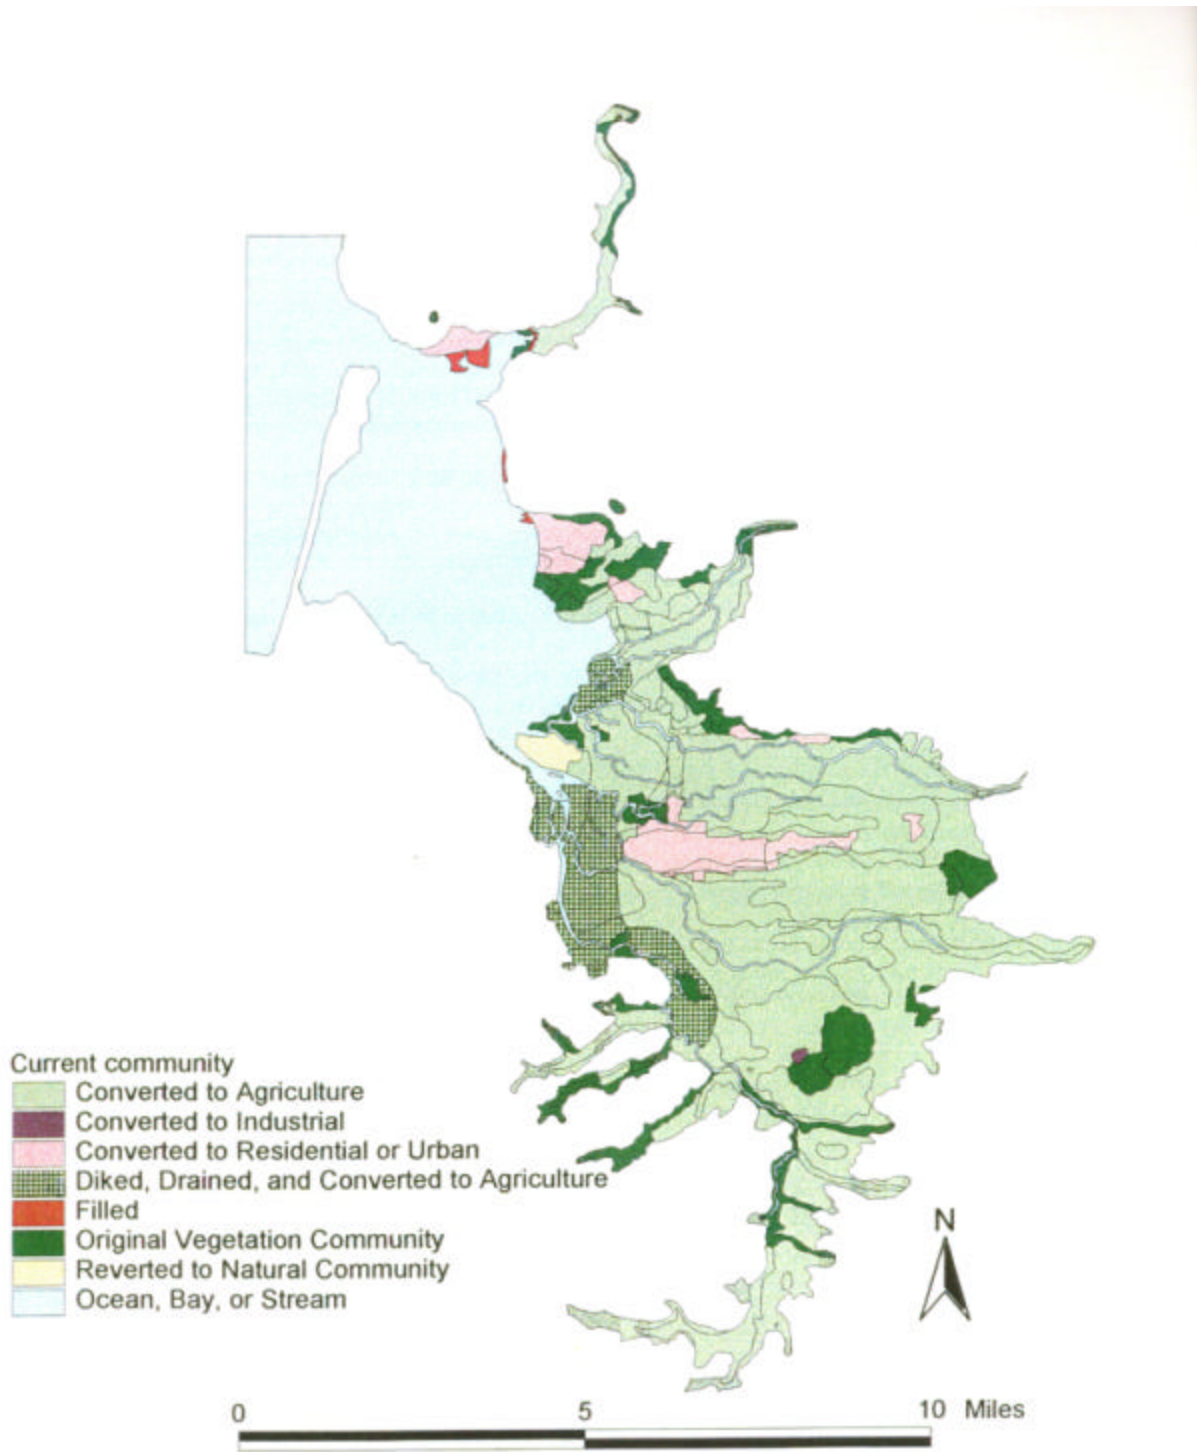 Current community
Converted to Agriculture
Converted to Industrial
Converted to Residential or Urban
Diked, Drained, and Converted to Agriculture
Filled
Original Vegetation Community
Reverted to Natural Community
Ocean, Bay, or Stream
N
0 5 10 Miles